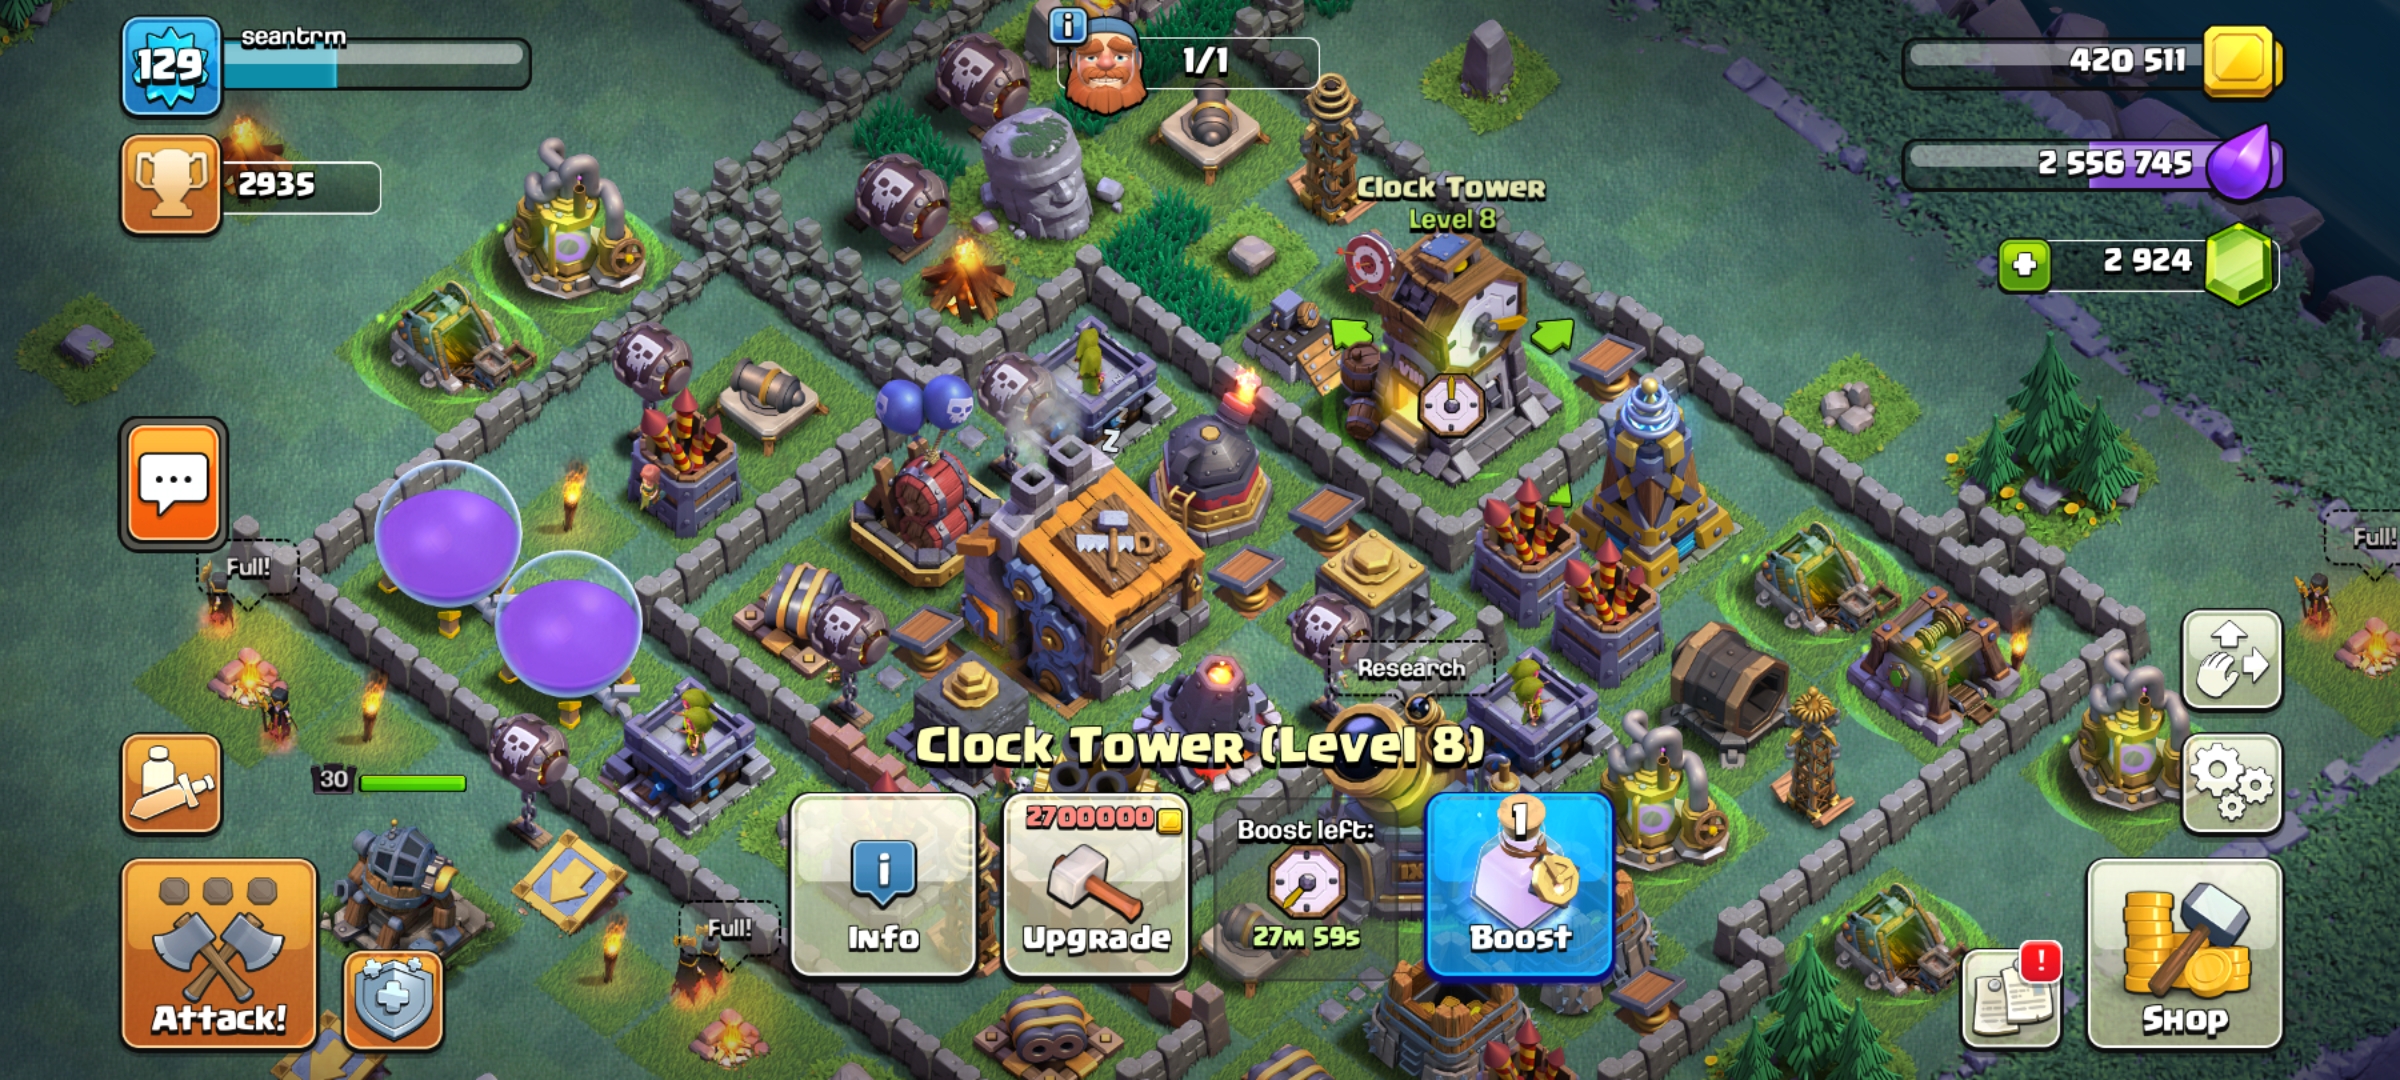 129
seantrm
1/1
420 511
2935
2 556 745
Clock Tower
Level 8
2 924
Z
Full!
Full!
Research
Clock Tower (Level 8)
30
2700000
Boost left:
1
Full!
Info
Upgrade
27m 59s
Boost
IX
!
Attack!
Shop